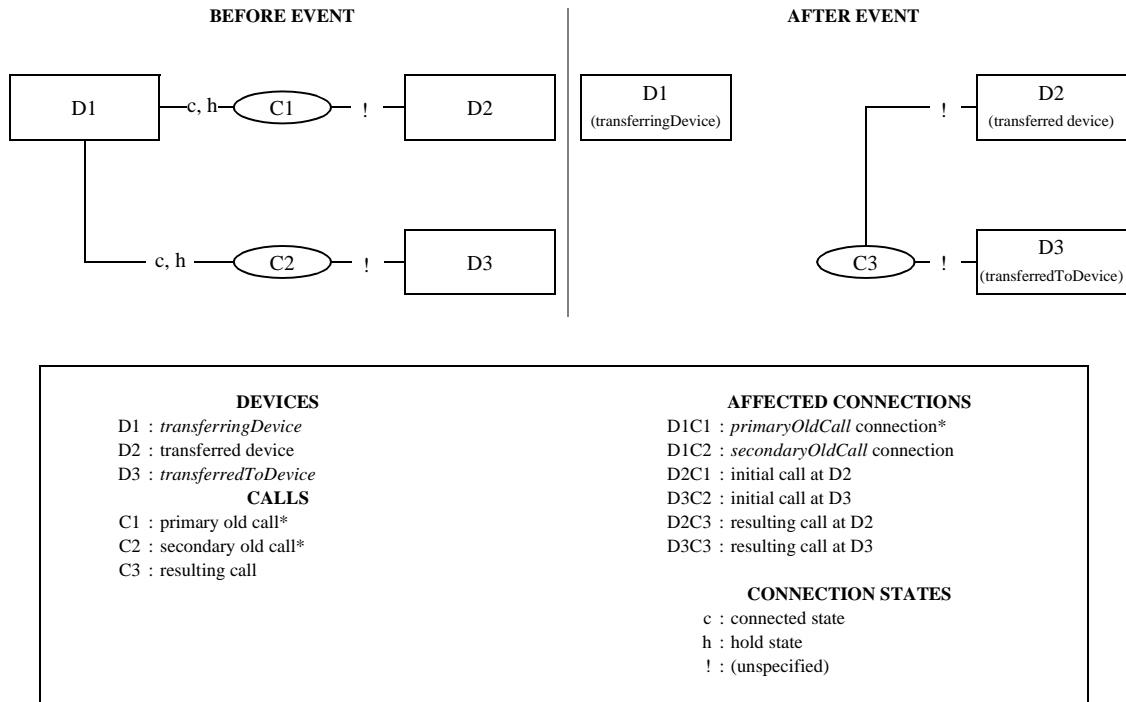 BEFORE EVENT
AFTER EVENT
D1
c, h
C1
!
D2
c, h
C2
!
D3
D1
(transferringDevice)
!
D2
(transferred device)
C3
!
D3
(transferredToDevice)
DEVICES
D1 : transferringDevice
D2 : transferred device
D3 : transferredToDevice
CALLS
C1 : primary old call*
C2 : secondary old call*
C3 : resulting call
AFFECTED CONNECTIONS
D1C1 : primaryOldCall connection*
D1C2 : secondaryOldCall connection
D2C1 : initial call at D2
D3C2 : initial call at D3
D2C3 : resulting call at D2
D3C3 : resulting call at D3
CONNECTION STATES
c : connected state
h : hold state
! : (unspecified)